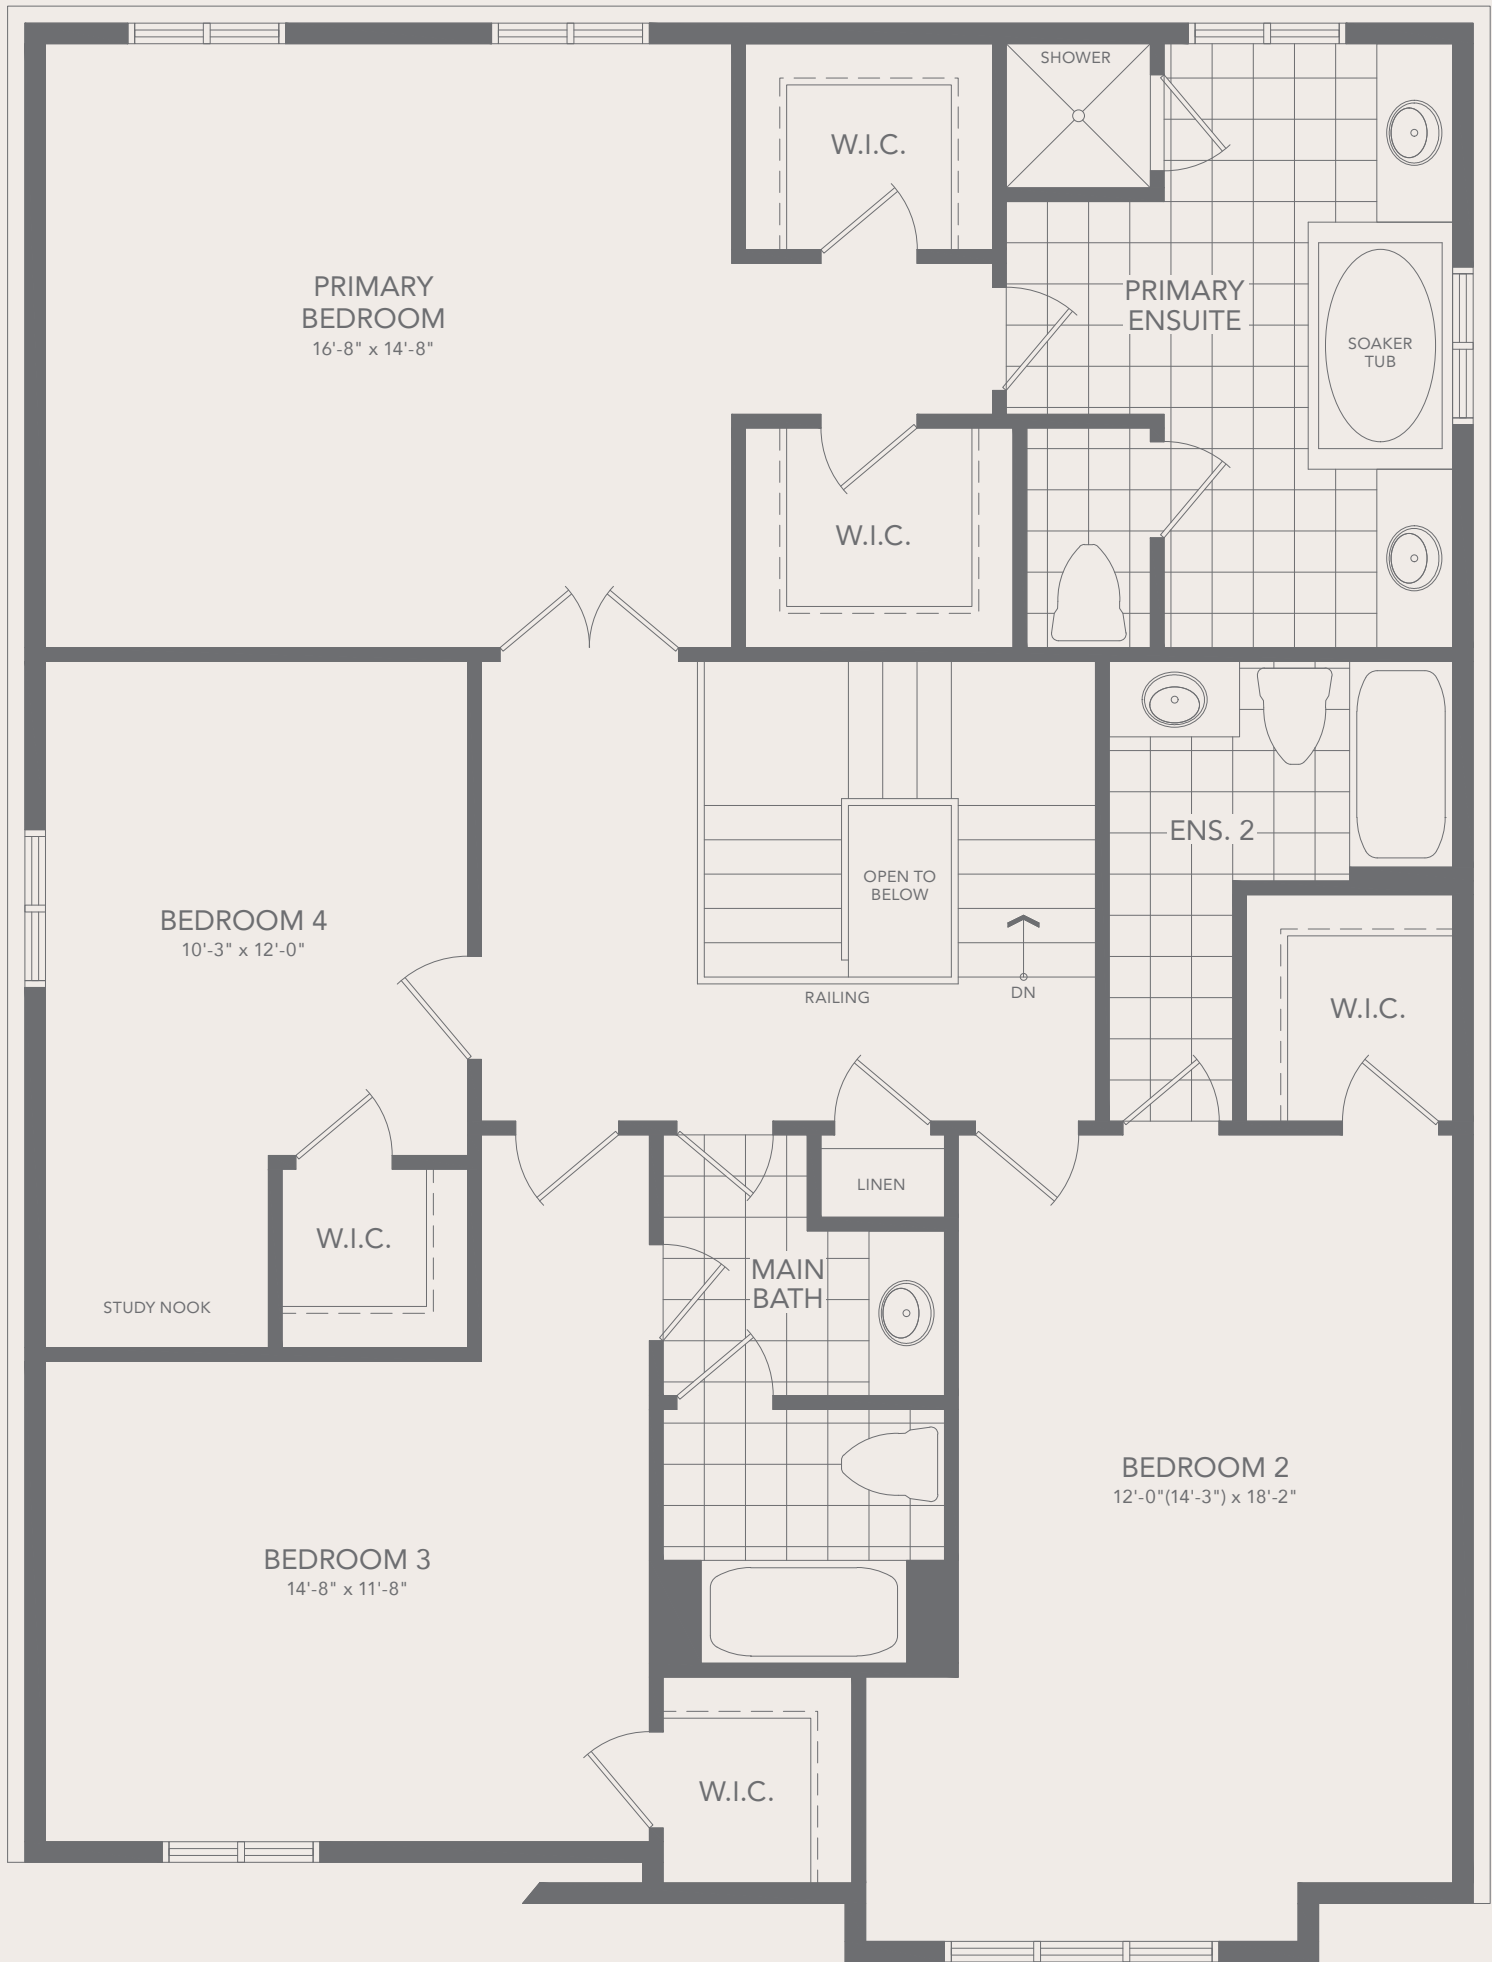 SHOWER
W.I.C.
PRIMARY
BEDROOM
16'-8" x 14'-8"
PRIMARY
ENSUITE
SOAKER
TUB
W.I.C.
ENS. 2
OPEN TO
BELOW
BEDROOM 4
10'-3" x 12'-0"
RAILING
DN
W.I.C.
LINEN
W.I.C.
STUDY NOOK
MAIN
BATH
BEDROOM 2
12'-0"(14'-3") x 18'-2"
BEDROOM 3
14'-8" x 11'-8"
W.I.C.